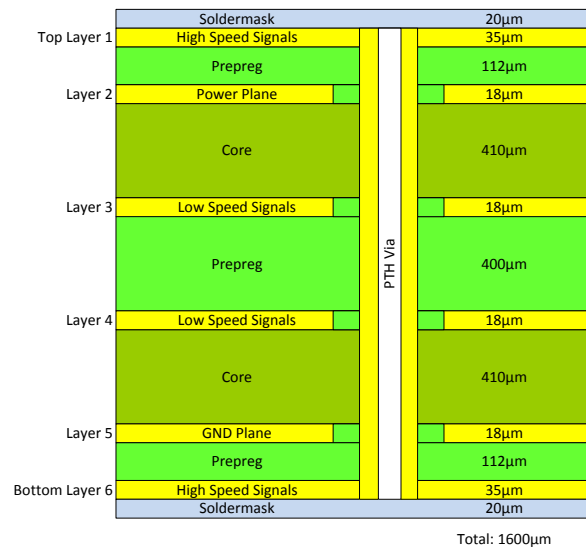 Soldermask 20µm
Top Layer 1 High Speed Signals 35µm
Prepreg 112µm
Layer 2 Power Plane 18µm
Core 410µm
Layer 3 Low Speed Signals 18µm
Prepreg 400µm
PTH Via
Layer 4 Low Speed Signals 18µm
Core 410µm
Layer 5 GND Plane 18µm
Prepreg 112µm
Bottom Layer 6 High Speed Signals 35µm
Soldermask 20µm
Total: 1600µm